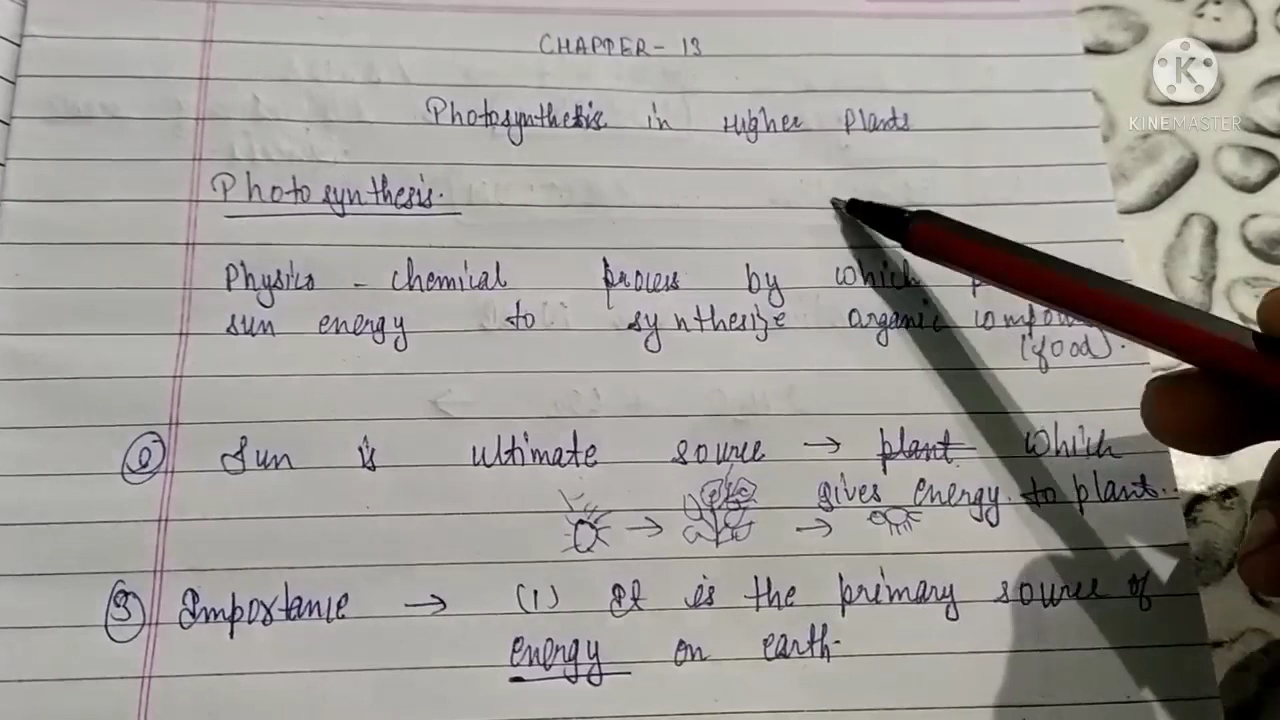 CHAPTER - 13
Photosynthesis in Higher Plants
Photosynthesis.
Physico - chemical process by which
sun energy to synthesize organic
(food).
Sun is ultimate source → plant which
gives energy to plant.
3 Importance → (1) It is the primary source of
energy on earth.
K
KINEMASTER